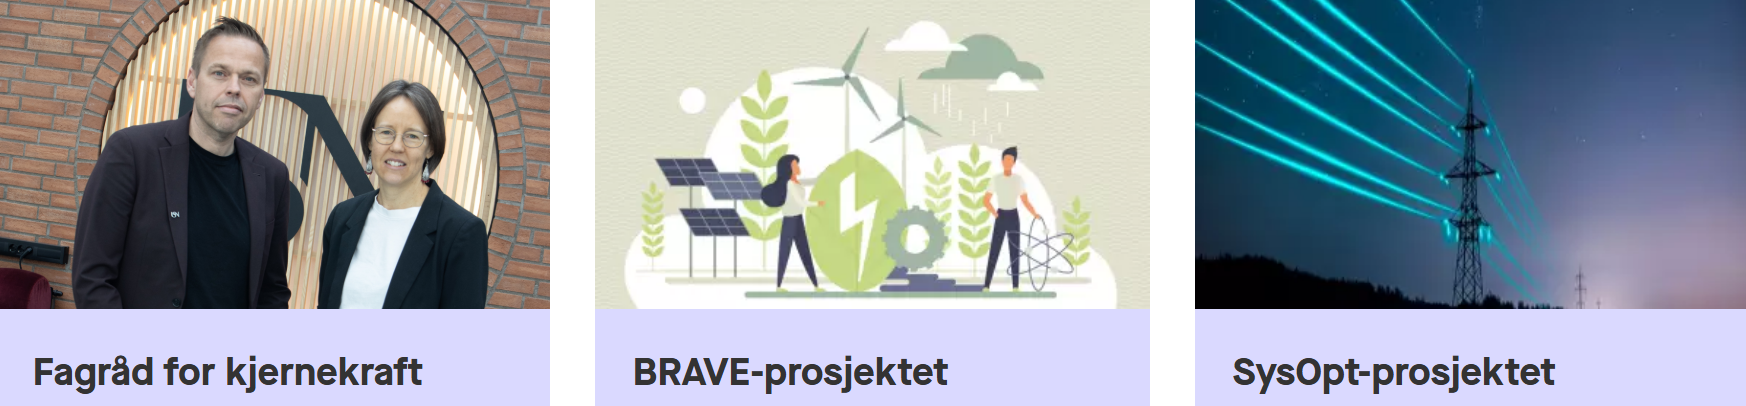 Fagråd for kjernekraft
BRAVE-prosjektet
SysOpt-prosjektet